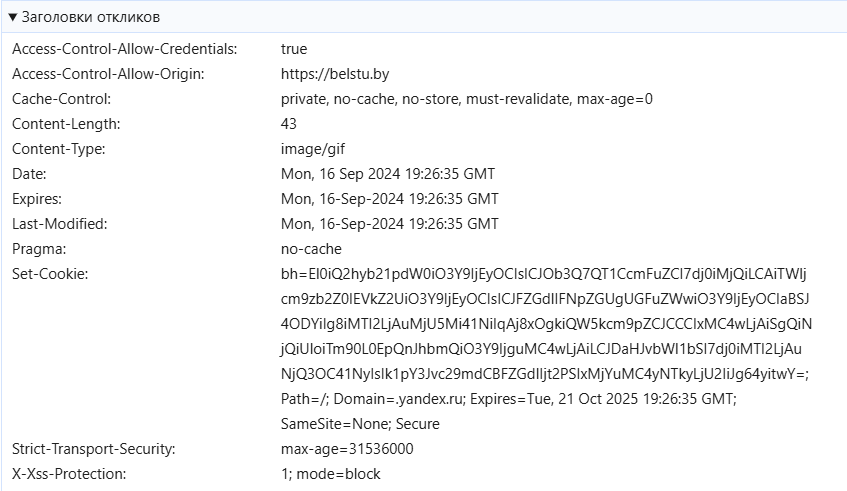 ▼ Заголовки откликов
Access-Control-Allow-Credentials: true
Access-Control-Allow-Origin: https://belstu.by
Cache-Control: private, no-cache, no-store, must-revalidate, max-age=0
Content-Length: 43
Content-Type: image/gif
Date: Mon, 16 Sep 2024 19:26:35 GMT
Expires: Mon, 16-Sep-2024 19:26:35 GMT
Last-Modified: Mon, 16-Sep-2024 19:26:35 GMT
Pragma: no-cache
Set-Cookie: bh=EI0iQ2hyb21pdW0iO3Y9IjEyOCIsICJOb3Q7QT1CcmFuZCI7dj0iMjQiLCAiTWlj
cm9zb2Z0IEVkZ2UiO3Y9IjEyOCIsICJFZGdlIFNpZGUgUGFuZWwiO3Y9IjEyOCIaBSJ
4ODYiIg8iMTI2LjAuMjU5Mi41NiIqAj8xOgkiQW5kcm9pZCJCCCIxMC4wLjAiSgQiN
jQiUloiTm90L0EpQnJhbmQiO3Y9IjguMC4wLjAiLCJDaHJvbWl1bSI7dj0iMTI2LjAu
NjQ3OC41NyIsIk1pY3Jvc29mdCBFZGdlIjt2PSIxMjYuMC4yNTkyLjU2IiJg64yitwY=;
Path=/; Domain=.yandex.ru; Expires=Tue, 21 Oct 2025 19:26:35 GMT;
SameSite=None; Secure
Strict-Transport-Security: max-age=31536000
X-Xss-Protection: 1; mode=block